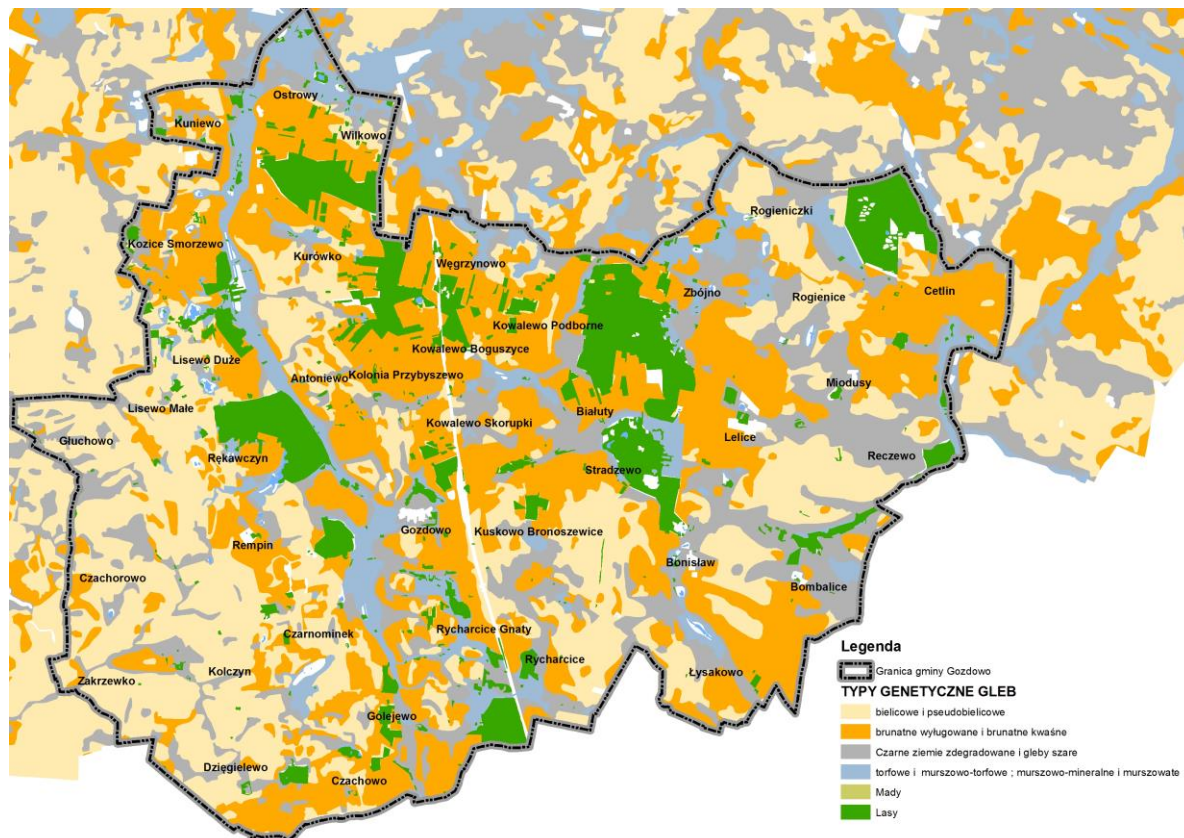 Ostrowy
Kuniewo
Wilkowo
Rogieniczki
Kozice Smorzewo
Kurówko
Węgrzynowo
Zbójno
Rogienice
Cetlin
Kowalewo Podborne
Kowalewo Boguszyce
Lisewo Duże
Antoniewo
Kolonia Przybyszewo
Miodusy
Lisewo Małe
Białuty
Kowalewo Skorupki
Lelice
Głuchowo
Rękawczyn
Stradzewo
Reczewo
Gozdowo
Kuskowo Bronoszewice
Rempin
Bonisław
Czachorowo
Bombalice
Czarnominek
Rycharcice Gnaty
Rycharcice
Kolczyn
Łysakowo
Zakrzewko
Golejewo
Dzięgielewo
Czachowo
Legenda
Granica gminy Gozdowo
TYPY GENETYCZNE GLEB
bielicowe i pseudobielicowe
brunatne wyługowane i brunatne kwaśne
Czarne ziemie zdegradowane i gleby szare
torfowe i murszowo-torfowe ; murszowo-mineralne i murszowate
Mady
Lasy